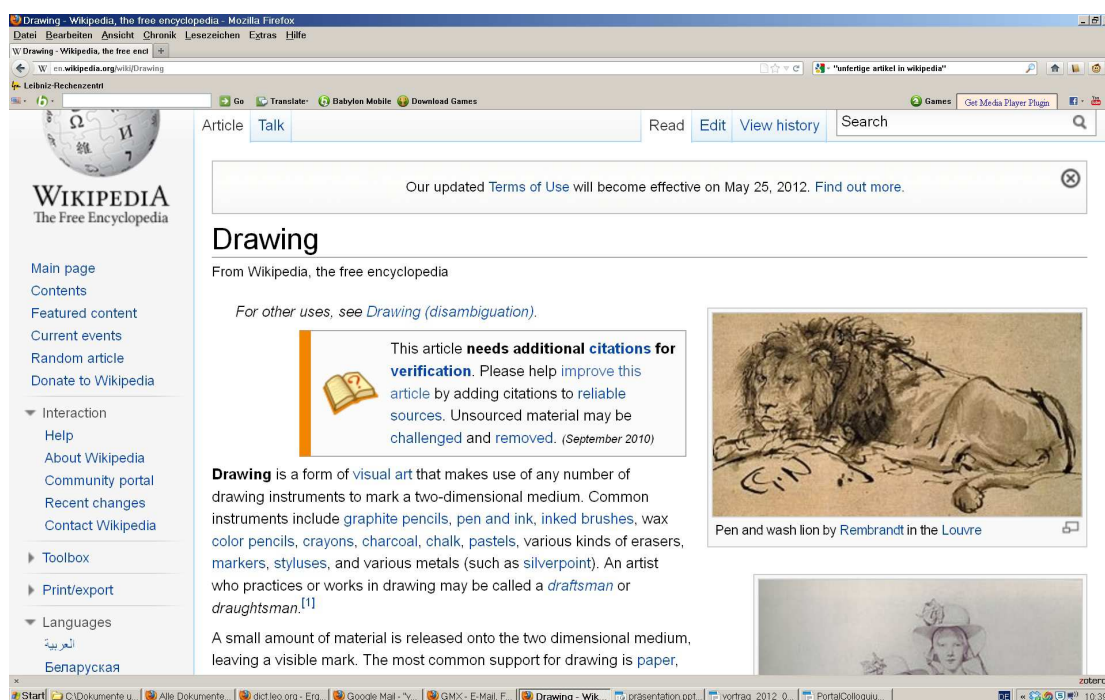 Drawing - Wikipedia, the free encyclopedia - Mozilla Firefox
Datei Bearbeiten Ansicht Chronik Lesezeichen Extras Hilfe
Drawing - Wikipedia, the free encl +
en.wikipedia.org/wiki/Drawing "unfertige artikel in wikipedia"
Leibniz-Rechenzentri
Go Translate Babylon Mobile Download Games Games Get Media Player Plugin
Article Talk Read Edit View history Search
Our updated Terms of Use will become effective on May 25, 2012. Find out more.
WIKIPEDIA
The Free Encyclopedia
Main page
Contents
Featured content
Current events
Random article
Donate to Wikipedia
Interaction
Help
About Wikipedia
Community portal
Recent changes
Contact Wikipedia
Toolbox
Print/export
Languages
العربية
Беларуская
Drawing
From Wikipedia, the free encyclopedia
For other uses, see Drawing (disambiguation).
This article needs additional citations for
verification. Please help improve this
article by adding citations to reliable
sources. Unsourced material may be
challenged and removed. (September 2010)
Drawing is a form of visual art that makes use of any number of
drawing instruments to mark a two-dimensional medium. Common
instruments include graphite pencils, pen and ink, inked brushes, wax
color pencils, crayons, charcoal, chalk, pastels, various kinds of erasers,
markers, styluses, and various metals (such as silverpoint). An artist
who practices or works in drawing may be called a draftsman or
draughtsman.[1]
A small amount of material is released onto the two dimensional medium,
leaving a visible mark. The most common support for drawing is paper,
Pen and wash lion by Rembrandt in the Louvre
zotero
Start C:\Dokumente u... Alle Dokumente... dict.leo.org - Erg... Google Mail - "v... GMX - E-Mail, F... Drawing - Wik... präsentation.ppt... vortrag_2012_0... PortalColloquiu... DE 10:38